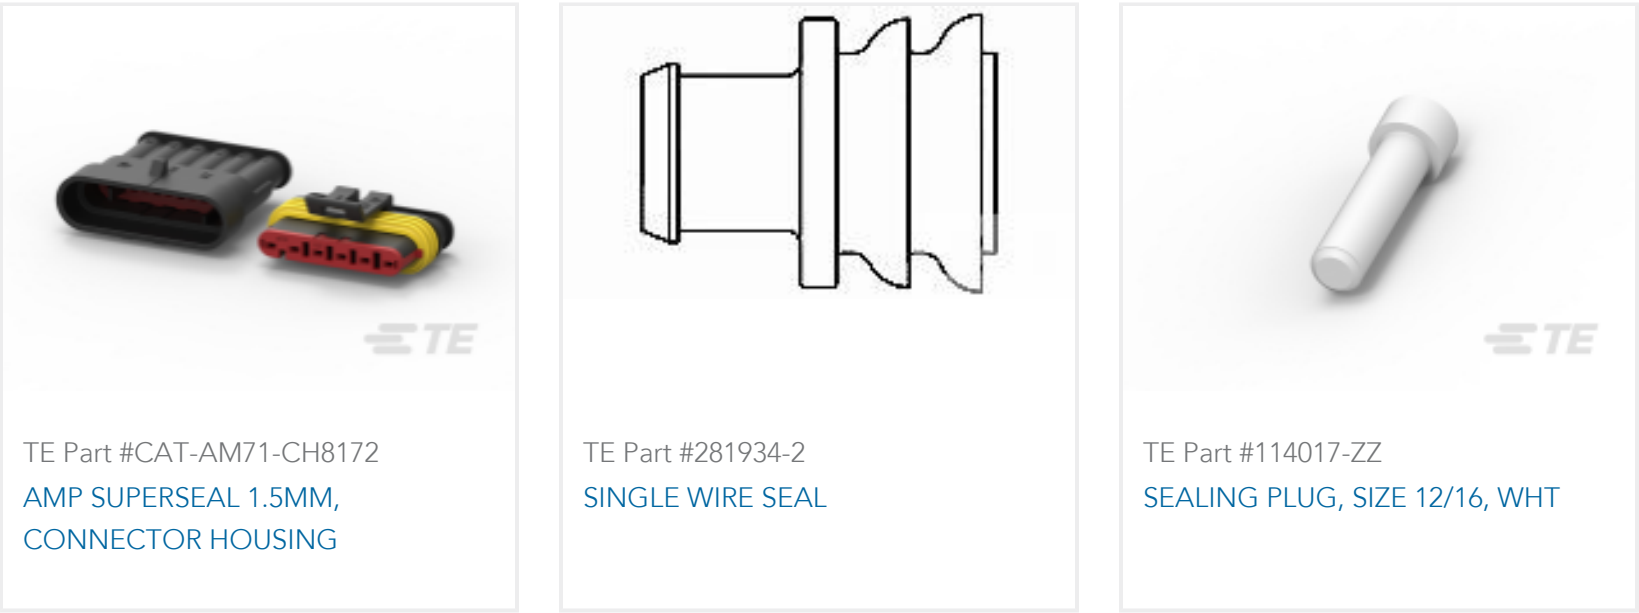 TE
TE
TE Part #CAT-AM71-CH8172
AMP SUPERSEAL 1.5MM,
CONNECTOR HOUSING
TE Part #281934-2
SINGLE WIRE SEAL
TE Part #114017-ZZ
SEALING PLUG, SIZE 12/16, WHT